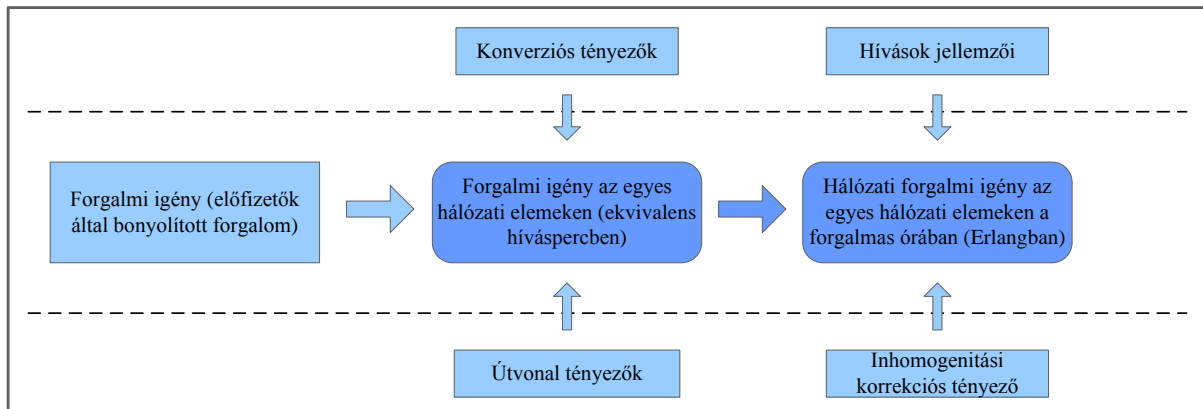 Konverziós tényezők
Hívások jellemzői
Forgalmi igény (előfizetők
által bonyolított forgalom)
Forgalmi igény az egyes
hálózati elemeken (ekvivalens
híváspercben)
Hálózati forgalmi igény az
egyes hálózati elemeken a
forgalmas órában (Erlangban)
Útvonal tényezők
Inhomogenitási
korrekciós tényező